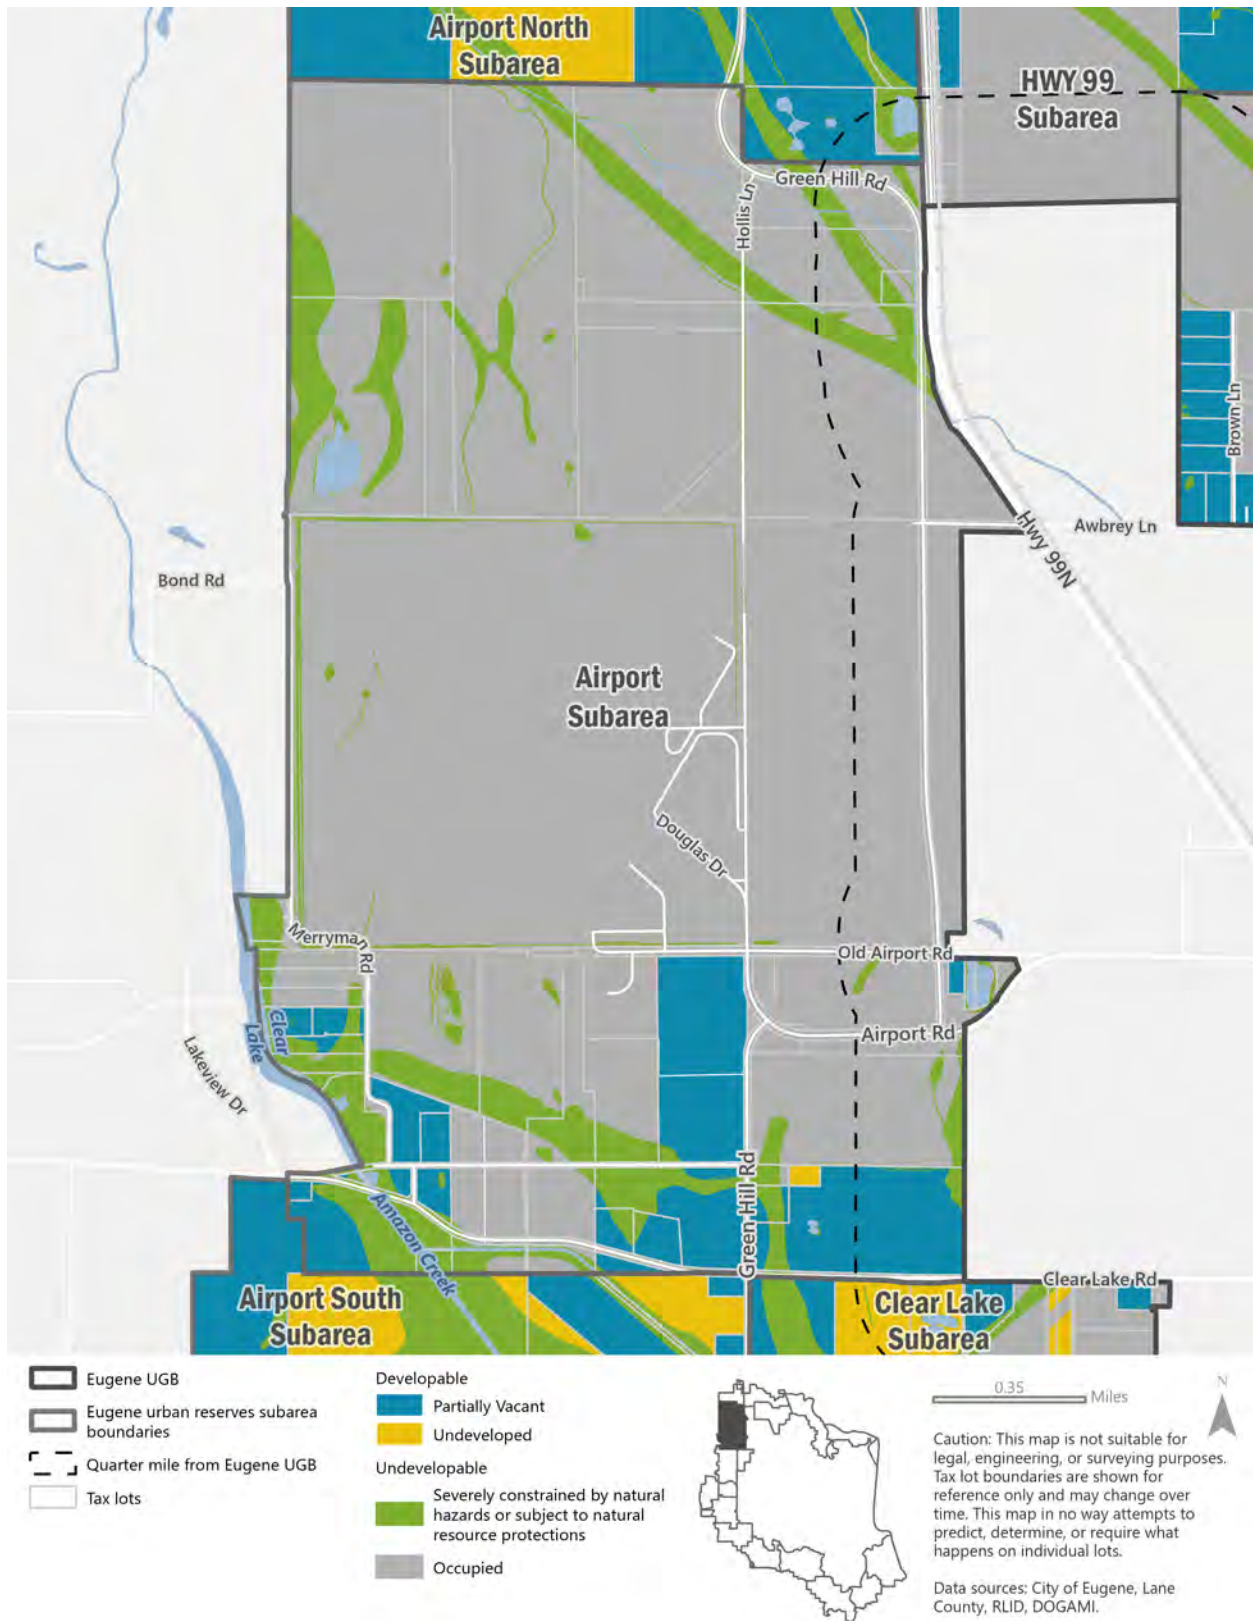 Airport North
Subarea
HWY 99
Subarea
Green Hill Rd
Hollis Ln
Brown Ln
Awbrey Ln
Hwy 99N
Bond Rd
Airport
Subarea
Douglas Dr
Merryman Rd
Old Airport Rd
Clear
Lake
Airport Rd
Lakeview Dr
Green Hill Rd
Amazon Creek
Clear Lake Rd
Airport South
Subarea
Clear Lake
Subarea
Eugene UGB
Eugene urban reserves subarea
boundaries
Quarter mile from Eugene UGB
Tax lots
Developable
Partially Vacant
Undeveloped
Undevelopable
Severely constrained by natural
hazards or subject to natural
resource protections
Occupied
0.35
Miles
N
Caution: This map is not suitable for
legal, engineering, or surveying purposes.
Tax lot boundaries are shown for
reference only and may change over
time. This map in no way attempts to
predict, determine, or require what
happens on individual lots.
Data sources: City of Eugene, Lane
County, RLID, DOGAMI.